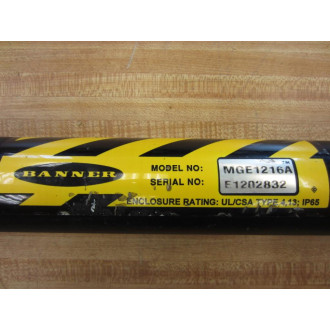 BANNER
MODEL NO: MGE1216A
SERIAL NO: E1202832
ENCLOSURE RATING: UL/CSA TYPE 4,13; IP65